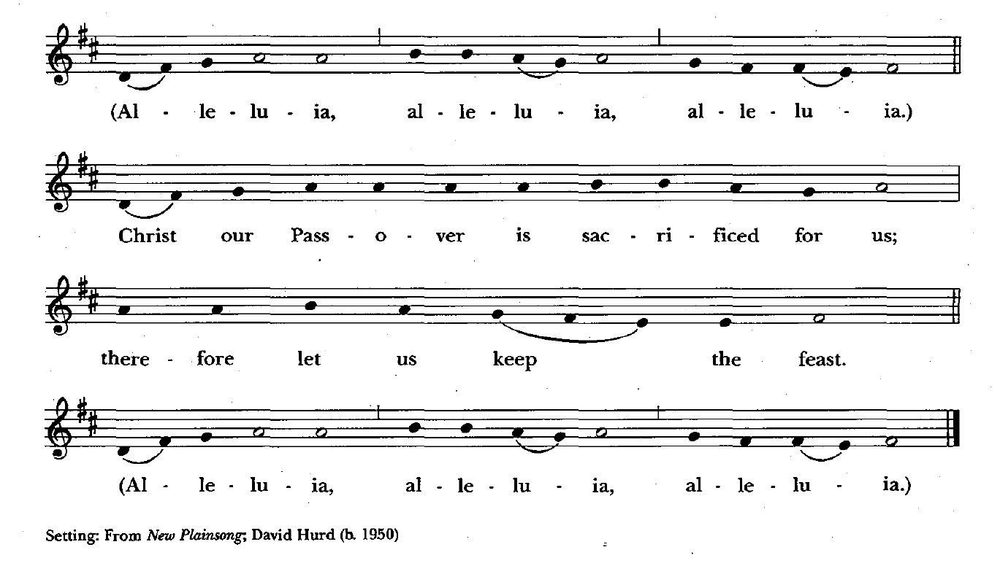 (Al - le - lu - ia, al - le - lu - ia, al - le - lu - ia.)
Christ our Pass - o - ver is sac - ri - ficed for us;
there - fore let us keep the feast.
(Al - le - lu - ia, al - le - lu - ia, al - le - lu - ia.)
Setting: From New Plainsong; David Hurd (b. 1950)